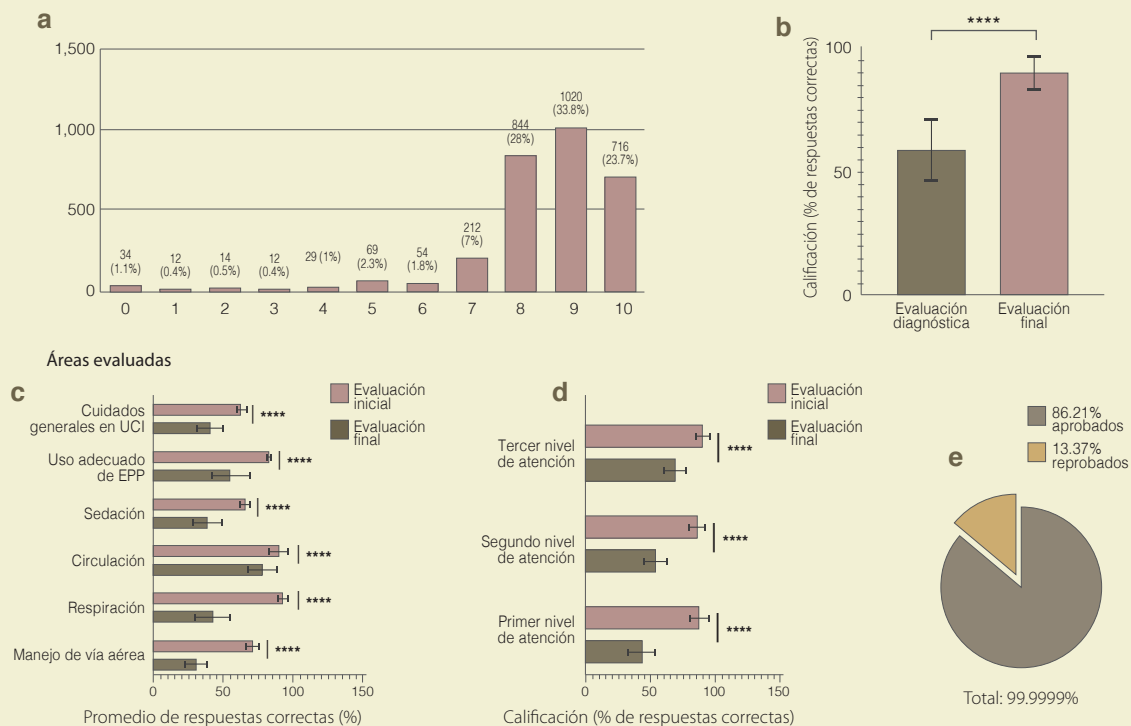 a
1,500
1,000
500
0
34
(1.1%)
12
(0.4%)
14
(0.5%)
12
(0.4%)
29 (1%)
69
(2.3%)
54
(1.8%)
212
(7%)
844
(28%)
1020
(33.8%)
716
(23.7%)
0 1 2 3 4 5 6 7 8 9 10
b
****
Calificación (% de respuestas correctas)
100
50
0
Evaluación
diagnóstica
Evaluación
final
Áreas evaluadas
c
Evaluación
inicial
Evaluación
final
Cuidados
generales en UCI
****
Uso adecuado
de EPP
****
Sedación
****
Circulación
****
Respiración
****
Manejo de vía aérea
****
0 50 100 150
Promedio de respuestas correctas (%)
d
Evaluación
inicial
Evaluación
final
Tercer nivel
de atención
****
Segundo nivel
de atención
****
Primer nivel
de atención
****
0 50 100 150
Calificación (% de respuestas correctas)
e
86.21%
aprobados
13.37%
reprobados
Total: 99.9999%